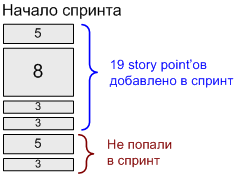 Начало спринта
5
8
3
3
5
3
19 story point'ов
добавлено в спринт
Не попали
в спринт